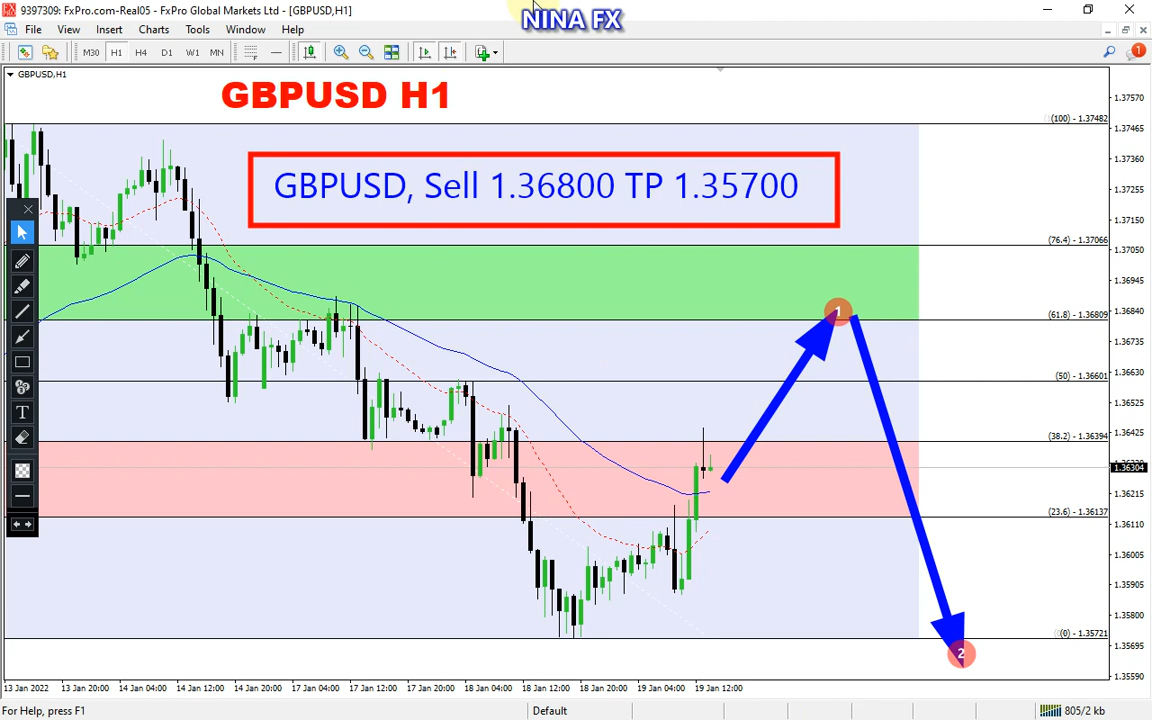 9397309: FxPro.com-Real05 - FxPro Global Markets Ltd - [GBPUSD,H1]
NINA FX
File View Insert Charts Tools Window Help
M30 H1 H4 D1 W1 MN
1
GBPUSD,H1
GBPUSD H1
GBPUSD, Sell 1.36800 TP 1.35700
1.37570
(100) - 1.37482
1.37465
1.37360
1.37255
1.37150
(76.4) - 1.37066
1.37050
1.36945
1.36840
1
(61.8) - 1.36809
1.36735
(50) - 1.36601
1.36630
1.36525
(38.2) - 1.36394
1.36425
1.36304
1.36215
(23.6) - 1.36137
1.36110
1.36005
1.35905
1.35800
(0) - 1.35721
1.35695
2
1.35590
T
13 Jan 2022 13 Jan 20:00 14 Jan 04:00 14 Jan 12:00 14 Jan 20:00 17 Jan 04:00 17 Jan 12:00 17 Jan 20:00 18 Jan 04:00 18 Jan 12:00 18 Jan 20:00 19 Jan 04:00 19 Jan 12:00
For Help, press F1 Default 805/2 kb